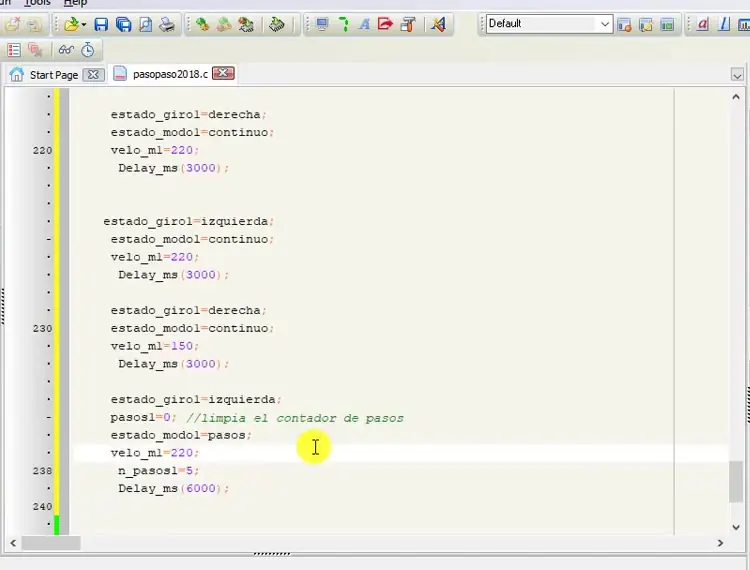 Tools Help
Default
Start Page
pasopaso2018.c
estado_giro1=derecha;
estado_modo1=continuo;
220 velo_m1=220;
Delay_ms(3000);
estado_giro1=izquierda;
estado_modo1=continuo;
velo_m1=220;
Delay_ms(3000);
estado_giro1=derecha;
230 estado_modo1=continuo;
velo_m1=150;
Delay_ms(3000);
estado_giro1=izquierda;
pasos1=0; //limpia el contador de pasos
estado_modo1=pasos;
velo_m1=220;
238 n_pasos1=5;
Delay_ms(6000);
240